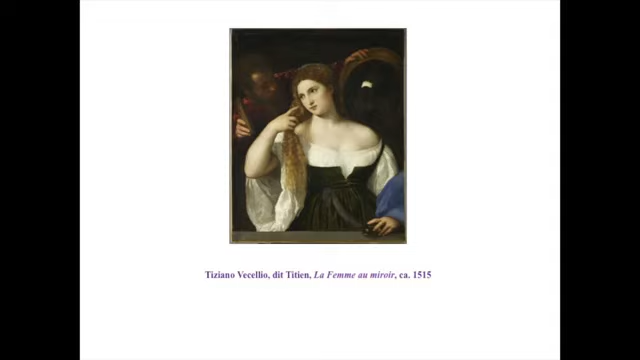 Tiziano Vecellio, dit Titien, La Femme au miroir, ca. 1515